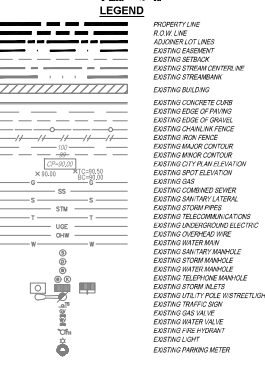 LEGEND
PROPERTY LINE
R.O.W. LINE
ADJOINER LOT LINES
EXISTING EASEMENT
EXISTING SETBACK
EXISTING STREAM CENTERLINE
EXISTING STREAMBANK
EXISTING BUILDING
EXISTING CONCRETE CURB
EXISTING EDGE OF PAVING
EXISTING EDGE OF GRAVEL
EXISTING CHAINLINK FENCE
EXISTING IRON FENCE
100 EXISTING MAJOR CONTOUR
99 EXISTING MINOR CONTOUR
CP=90.00 EXISTING CITY PLAN ELEVATION
90.00 TC=90.50 EXISTING SPOT ELEVATION
BC=90.00
G G EXISTING GAS
SS EXISTING COMBINED SEWER
S S EXISTING SANITARY LATERAL
STM EXISTING STORM PIPES
T T EXISTING TELECOMMUNICATIONS
UGE EXISTING UNDERGROUND ELECTRIC
OHW EXISTING OVERHEAD WIRE
W W EXISTING WATER MAIN
S EXISTING SANITARY MANHOLE
D EXISTING STORM MANHOLE
W EXISTING WATER MANHOLE
EXISTING TELEPHONE MANHOLE
EXISTING STORM INLETS
EXISTING UTILITY POLE W/STREETLIGH
EXISTING TRAFFIC SIGN
EXISTING GAS VALVE
EXISTING WATER VALVE
EXISTING FIRE HYDRANT
EXISTING LIGHT
EXISTING PARKING METER